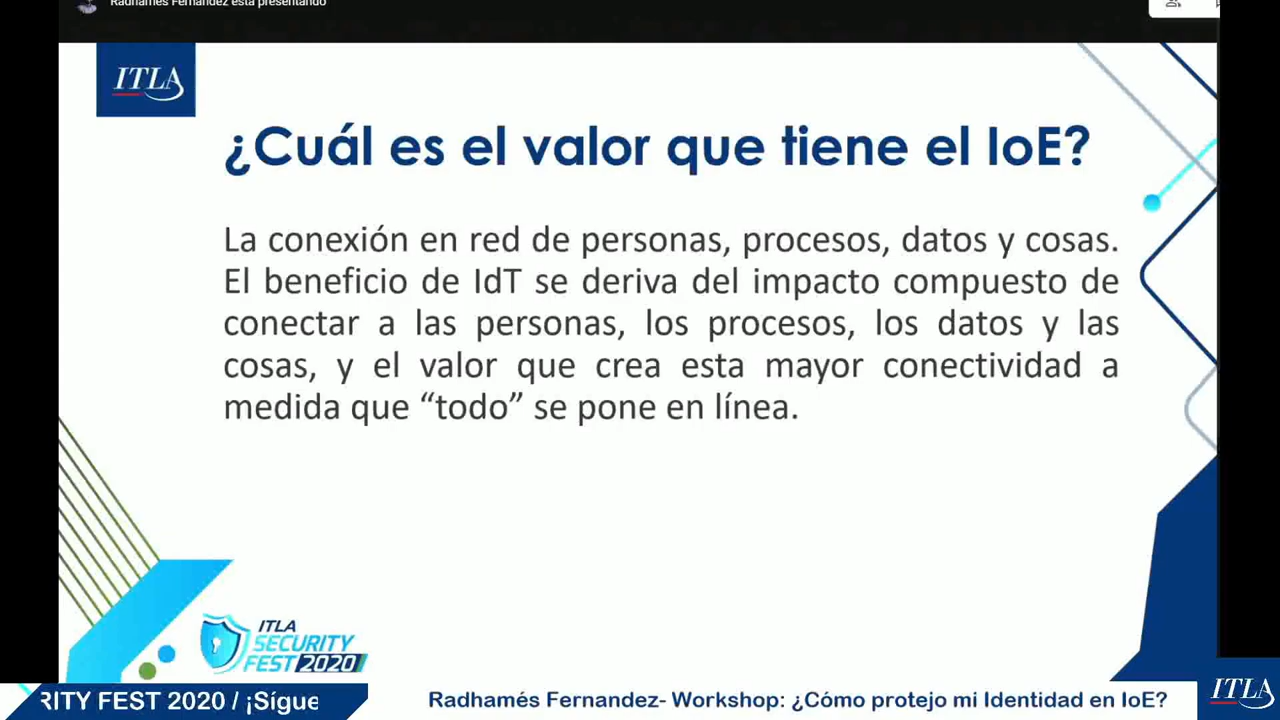 Radhamés Fernandez está presentando
ITLA
¿Cuál es el valor que tiene el IoE?
La conexión en red de personas, procesos, datos y cosas.
El beneficio de IdT se deriva del impacto compuesto de
conectar a las personas, los procesos, los datos y las
cosas, y el valor que crea esta mayor conectividad a
medida que “todo” se pone en línea.
ITLA
SECURITY
FEST 2020
RITY FEST 2020 / ¡Sígue
Radhamés Fernandez- Workshop: ¿Cómo protejo mi Identidad en IoE?
ITLA